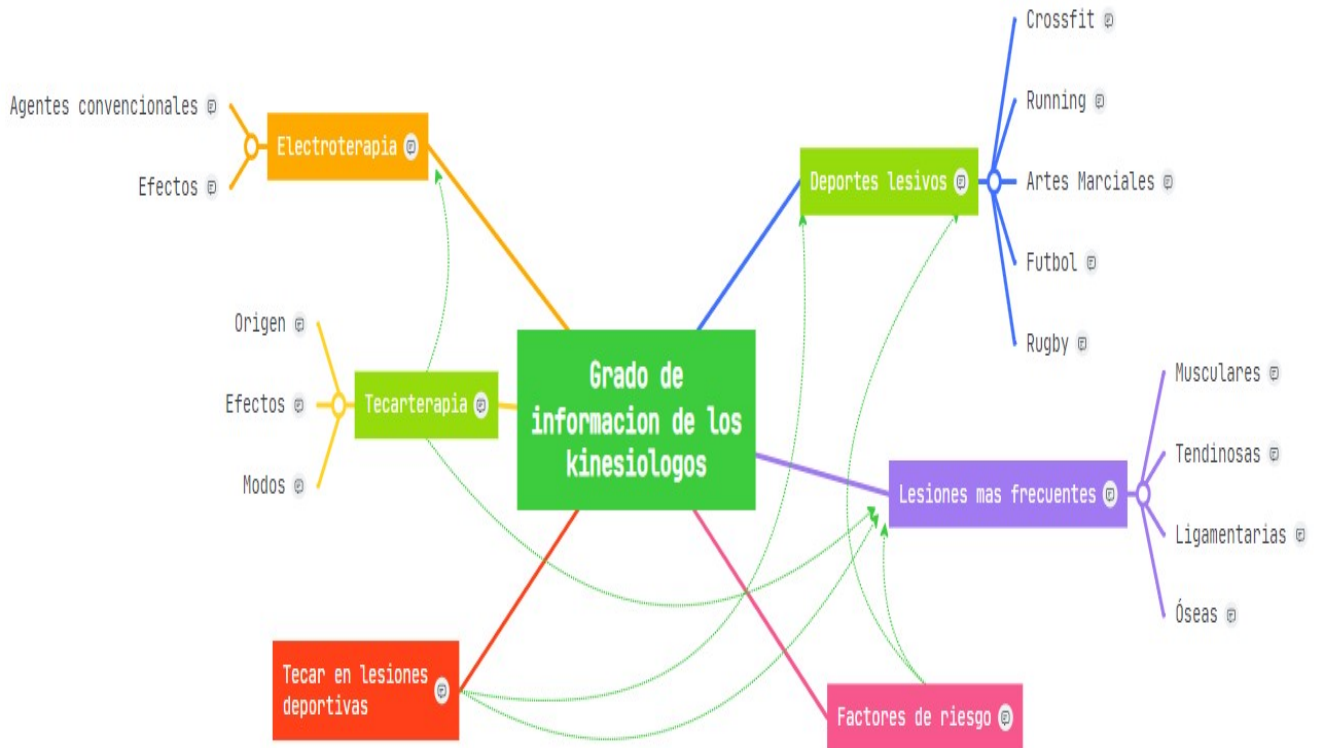 Crossfit
Agentes convencionales
Running
Electroterapia
Deportes lesivos
Artes Marciales
Efectos
Futbol
Origen
Rugby
Grado de
informacion de los
kinesiologos
Musculares
Tecarterapia
Efectos
Tendinosas
Modos
Lesiones mas frecuentes
Ligamentarias
Óseas
Tecar en lesiones
deportivas
Factores de riesgo